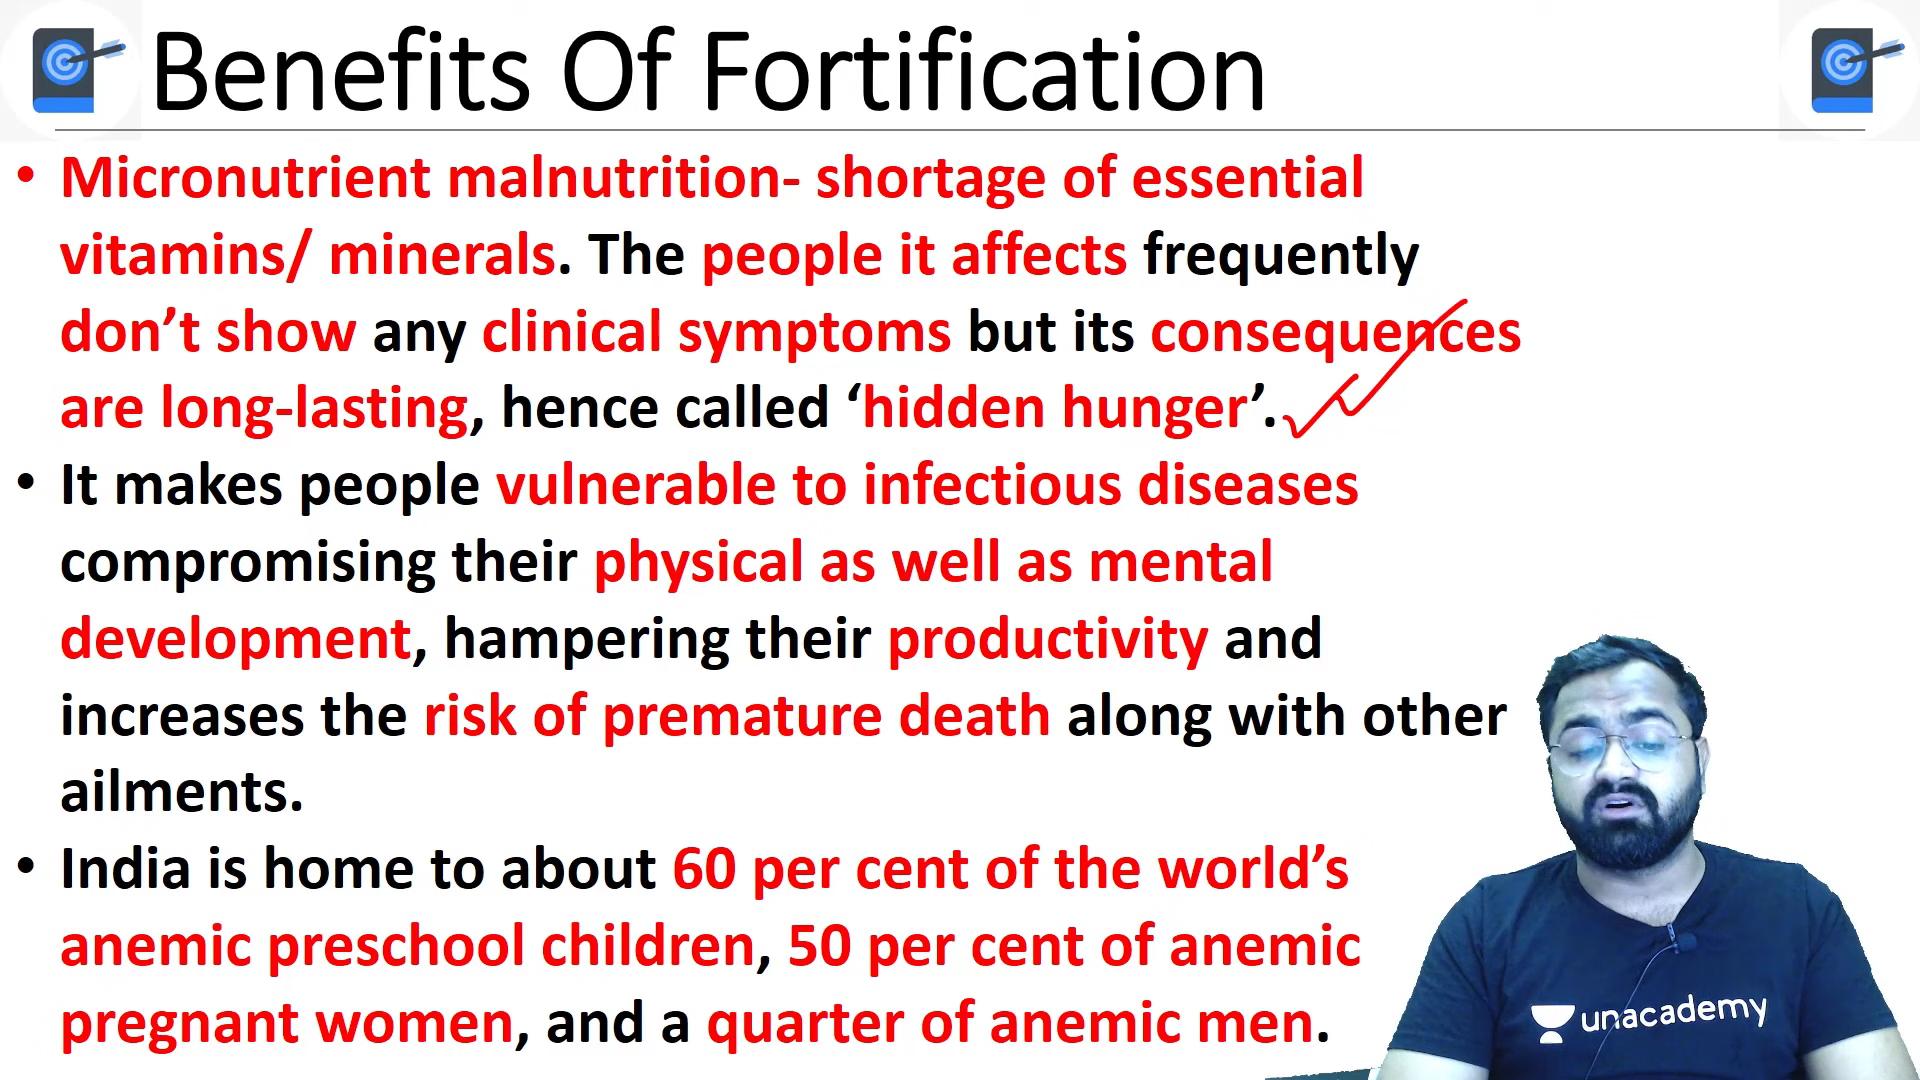 Benefits Of Fortification
• Micronutrient malnutrition- shortage of essential
vitamins/ minerals. The people it affects frequently
don’t show any clinical symptoms but its consequences
are long-lasting, hence called ‘hidden hunger’.
• It makes people vulnerable to infectious diseases
compromising their physical as well as mental
development, hampering their productivity and
increases the risk of premature death along with other
ailments.
• India is home to about 60 per cent of the world’s
anemic preschool children, 50 per cent of anemic
pregnant women, and a quarter of anemic men.
unacademy